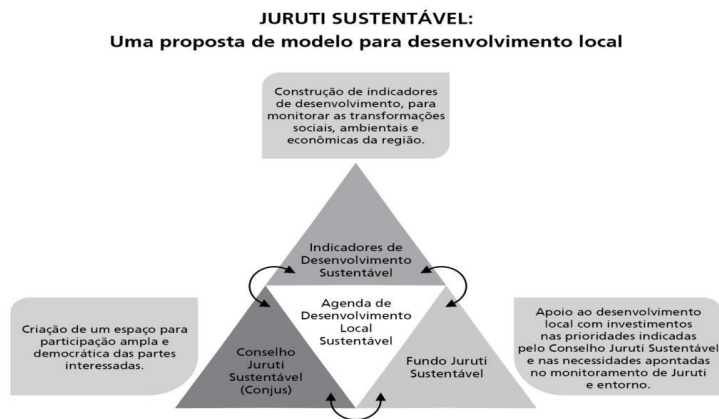 JURUTI SUSTENTÁVEL:
Uma proposta de modelo para desenvolvimento local
Construção de indicadores
de desenvolvimento, para
monitorar as transformações
sociais, ambientais e
econômicas da região.
Indicadores de
Desenvolvimento
Sustentável
Agenda de
Desenvolvimento
Local
Sustentável
Criação de um espaço para
participação ampla e
democrática das partes
interessadas.
Conselho
Juruti
Sustentável
(Conjus)
Fundo Juruti
Sustentável
Apoio ao desenvolvimento
local com investimentos
nas prioridades indicadas
pelo Conselho Juruti Sustentável
e nas necessidades apontadas
no monitoramento de Juruti
e entorno.